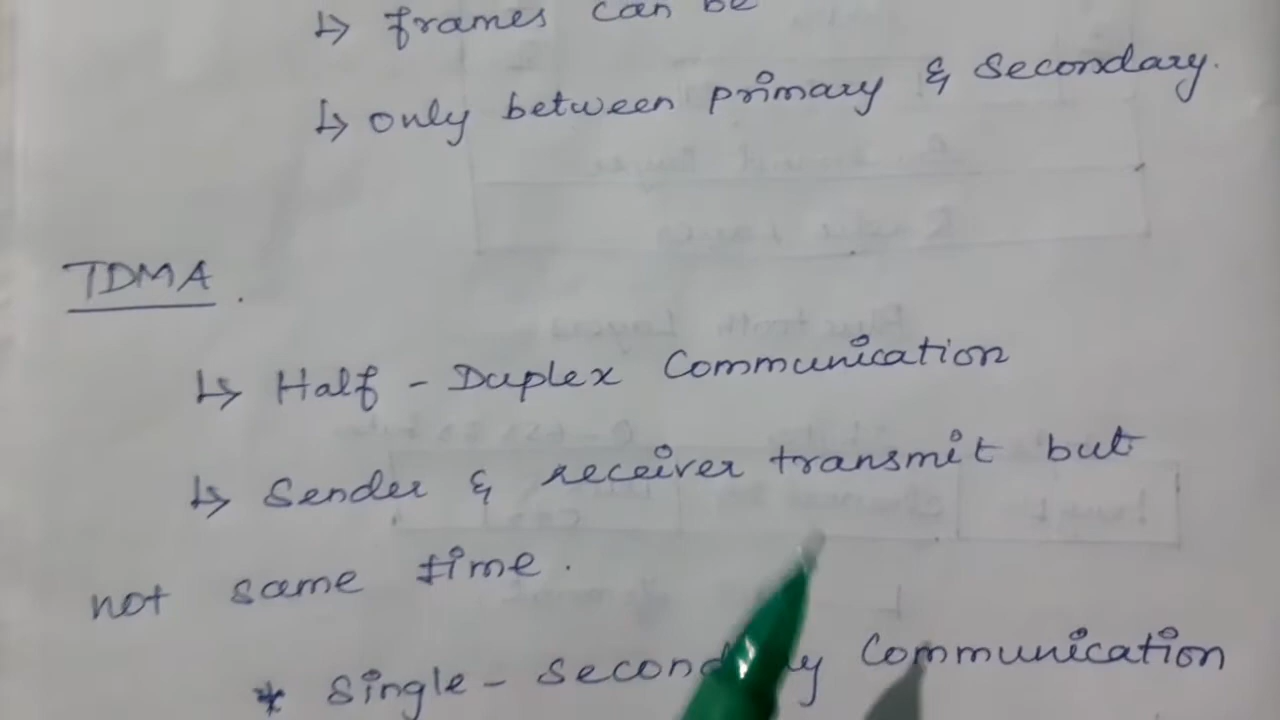 ↳ frames can be
↳ only between primary & secondary.
TDMA.
↳ Half - Duplex Communication
↳ Sender & receiver transmit but
not same time.
* Single - Secondary Communication